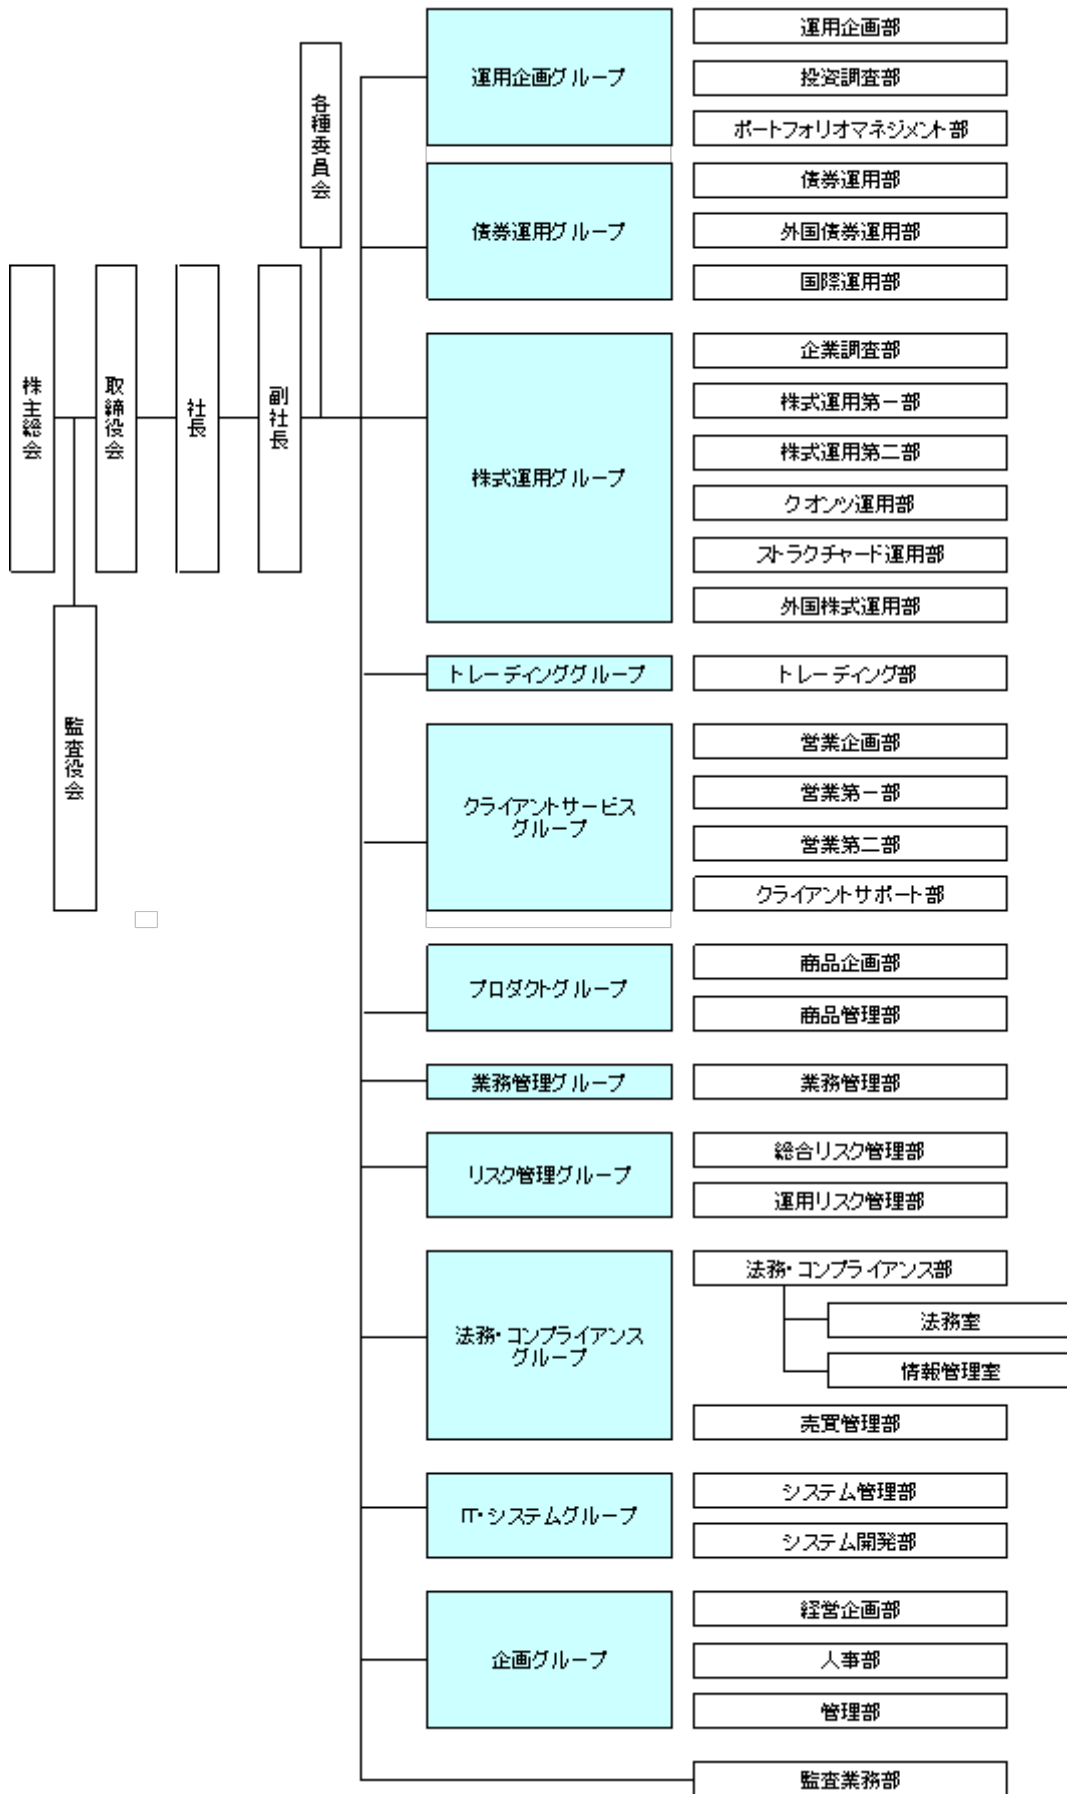 株主総会
監査役会
取締役会
社長
副社長
各種委員会
運用企画グループ
運用企画部
投資調査部
ポートフォリオマネジメント部
債券運用グループ
債券運用部
外国債券運用部
国際運用部
株式運用グループ
企業調査部
株式運用第一部
株式運用第二部
クオンツ運用部
ストラクチャード運用部
外国株式運用部
トレーディンググループ
トレーディング部
クライアントサービス
グループ
営業企画部
営業第一部
営業第二部
クライアントサポート部
プロダクトグループ
商品企画部
商品管理部
業務管理グループ
業務管理部
リスク管理グループ
総合リスク管理部
運用リスク管理部
法務・コンプライアンス
グループ
法務・コンプライアンス部
法務室
情報管理室
売買管理部
IT・システムグループ
システム管理部
システム開発部
企画グループ
経営企画部
人事部
管理部
監査業務部